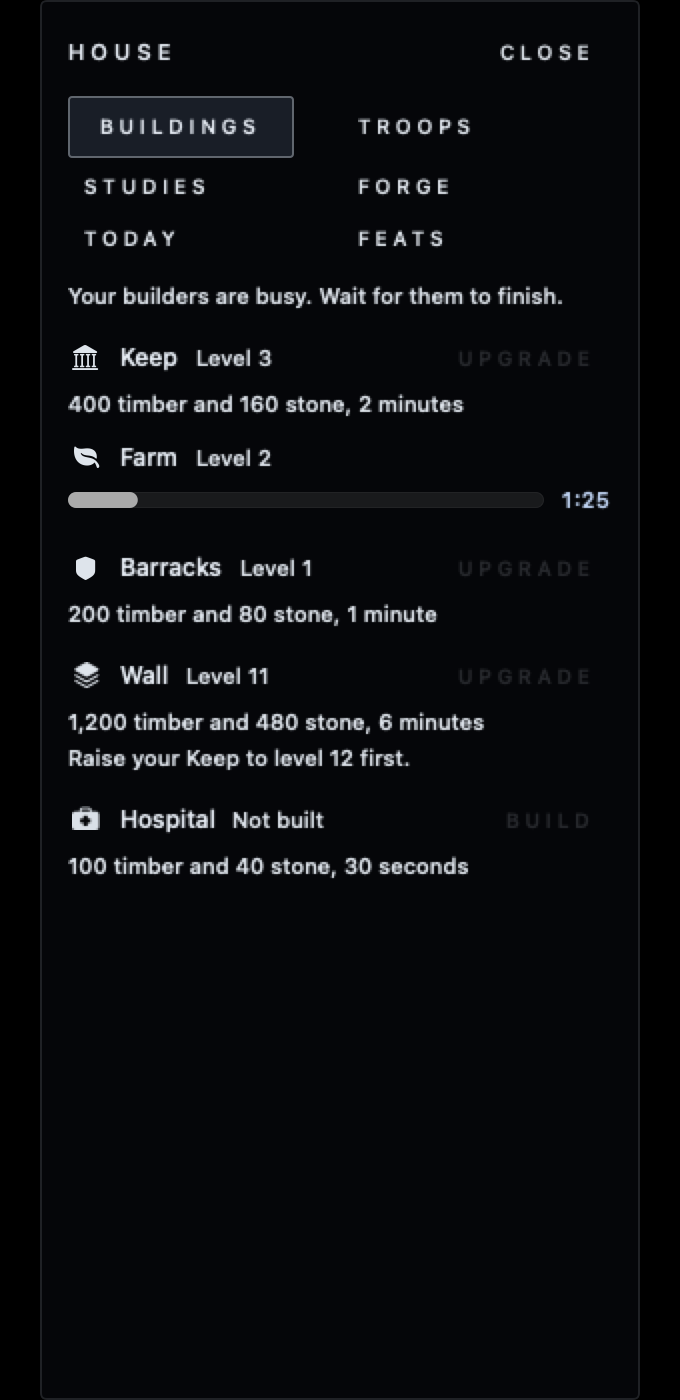 HOUSE CLOSE
BUILDINGS TROOPS
STUDIES FORGE
TODAY FEATS
Your builders are busy. Wait for them to finish.
Keep Level 3 UPGRADE
400 timber and 160 stone, 2 minutes
Farm Level 2
1:25
Barracks Level 1 UPGRADE
200 timber and 80 stone, 1 minute
Wall Level 11 UPGRADE
1,200 timber and 480 stone, 6 minutes
Raise your Keep to level 12 first.
Hospital Not built BUILD
100 timber and 40 stone, 30 seconds